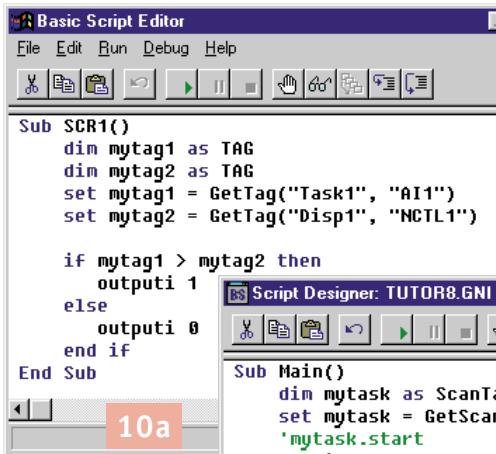 Basic Script Editor
File Edit Run Debug Help
Sub SCR1()
dim mytag1 as TAG
dim mytag2 as TAG
set mytag1 = GetTag("Task1", "AI1")
set mytag2 = GetTag("Disp1", "NCTL1")
if mytag1 > mytag2 then
outputi 1
else
outputi 0
end if
End Sub
10a
BS Script Designer: TUTOR8.GNI
Sub Main()
dim mytask as ScanTa
set mytask = GetScan
'mytask.start